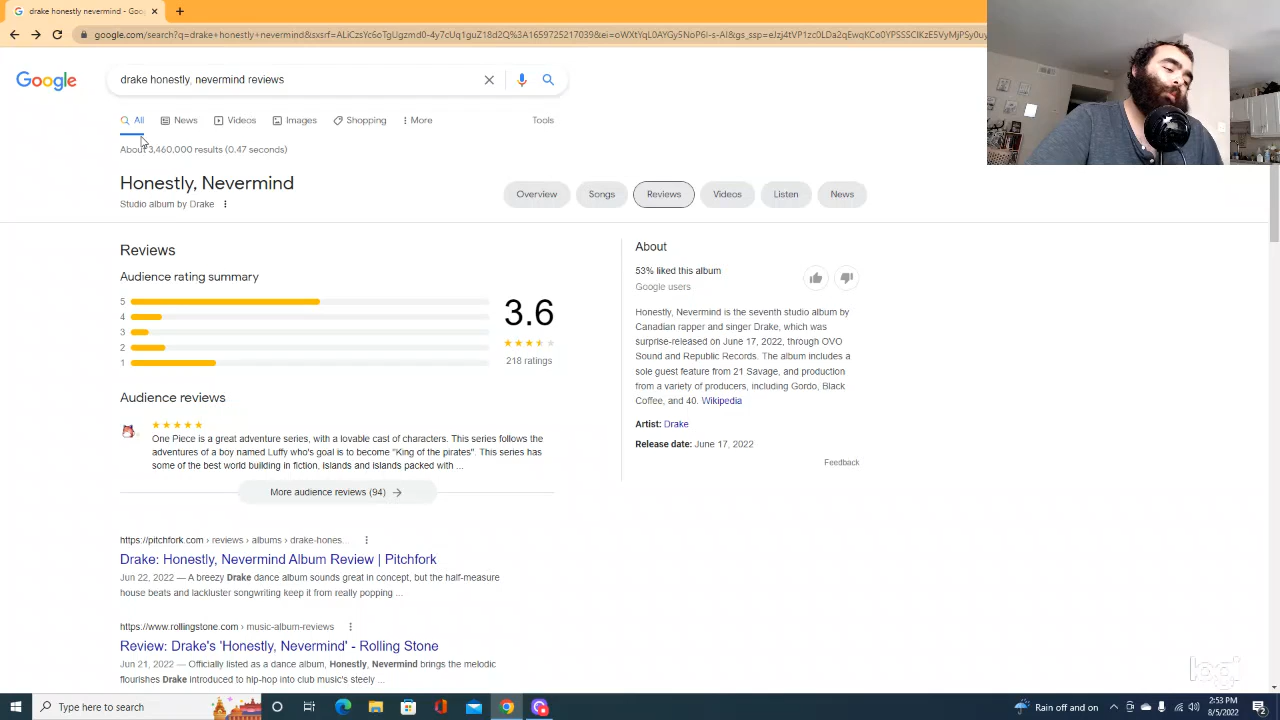 drake honestly, nevermind - Goo
google.com/search?q=drake+honestly+nevermind&sxsrf=ALiCzsYc6oTgUgzmd0-4y7cUq1guZ18d2Q%3A1659725217039&ei=oWXtYqL0AYGy5NoP6I-s-AI&gs_ssp=eJzj4tVP1zc0LDa2qEwqKCo0YPSSSCIkzE5VyMjPSy0uy
Google
drake honestly, nevermind reviews
All News Videos Images Shopping More Tools
About 3,460,000 results (0.47 seconds)
Honestly, Nevermind
Studio album by Drake
Overview Songs Reviews Videos Listen News
Reviews
Audience rating summary
5
4
3
2
1
3.6
218 ratings
Audience reviews
One Piece is a great adventure series, with a lovable cast of characters. This series follows the
adventures of a boy named Luffy who's goal is to become "King of the pirates". This series has
some of the best world building in fiction, islands and islands packed with ...
More audience reviews (94)
https://pitchfork.com › reviews › albums › drake-hones...
Drake: Honestly, Nevermind Album Review | Pitchfork
Jun 22, 2022 — A breezy Drake dance album sounds great in concept, but the half-measure
house beats and lackluster songwriting keep it from really popping ...
https://www.rollingstone.com › music-album-reviews
Review: Drake's 'Honestly, Nevermind' - Rolling Stone
Jun 21, 2022 — Officially listed as a dance album, Honestly, Nevermind brings the melodic
flourishes Drake introduced to hip-hop into club music's steely ...
About
53% liked this album
Google users
Honestly, Nevermind is the seventh studio album by
Canadian rapper and singer Drake, which was
surprise-released on June 17, 2022, through OVO
Sound and Republic Records. The album includes a
sole guest feature from 21 Savage, and production
from a variety of producers, including Gordo, Black
Coffee, and 40. Wikipedia
Artist: Drake
Release date: June 17, 2022
Feedback
logi
Type here to search
Rain off and on
2:53 PM
8/5/2022
2